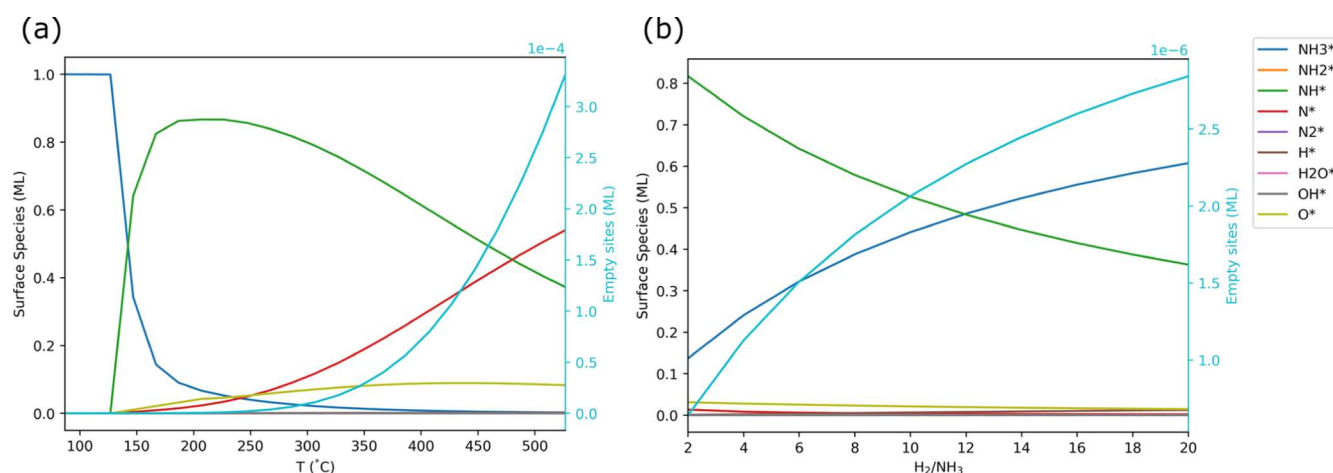 (a)
1e−4
1.0
0.8
0.6
0.4
0.2
0.0
Surface Species (ML)
100 150 200 250 300 350 400 450 500
T (˚C)
3.0
2.5
2.0
1.5
1.0
0.5
0.0
Empty sites (ML)
(b)
1e−6
0.8
0.7
0.6
0.5
0.4
0.3
0.2
0.1
0.0
Surface Species (ML)
2 4 6 8 10 12 14 16 18 20
H₂/NH₃
2.5
2.0
1.5
1.0
Empty sites (ML)
NH3*
NH2*
NH*
N*
N2*
H*
H2O*
OH*
O*